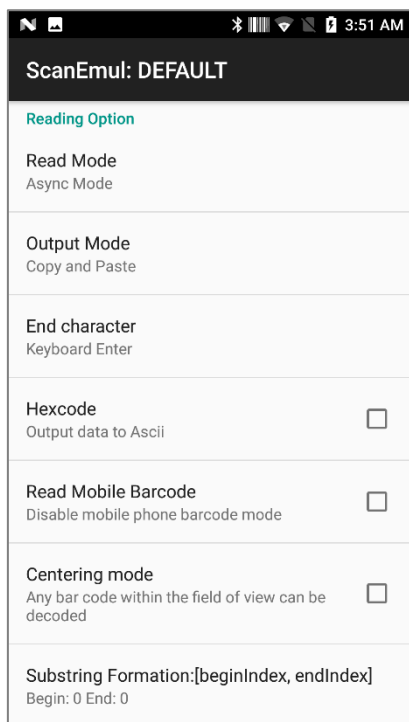 3:51 AM
ScanEmul: DEFAULT
Reading Option
Read Mode
Async Mode
Output Mode
Copy and Paste
End character
Keyboard Enter
Hexcode
Output data to Ascii
Read Mobile Barcode
Disable mobile phone barcode mode
Centering mode
Any bar code within the field of view can be
decoded
Substring Formation:[beginIndex, endIndex]
Begin: 0 End: 0